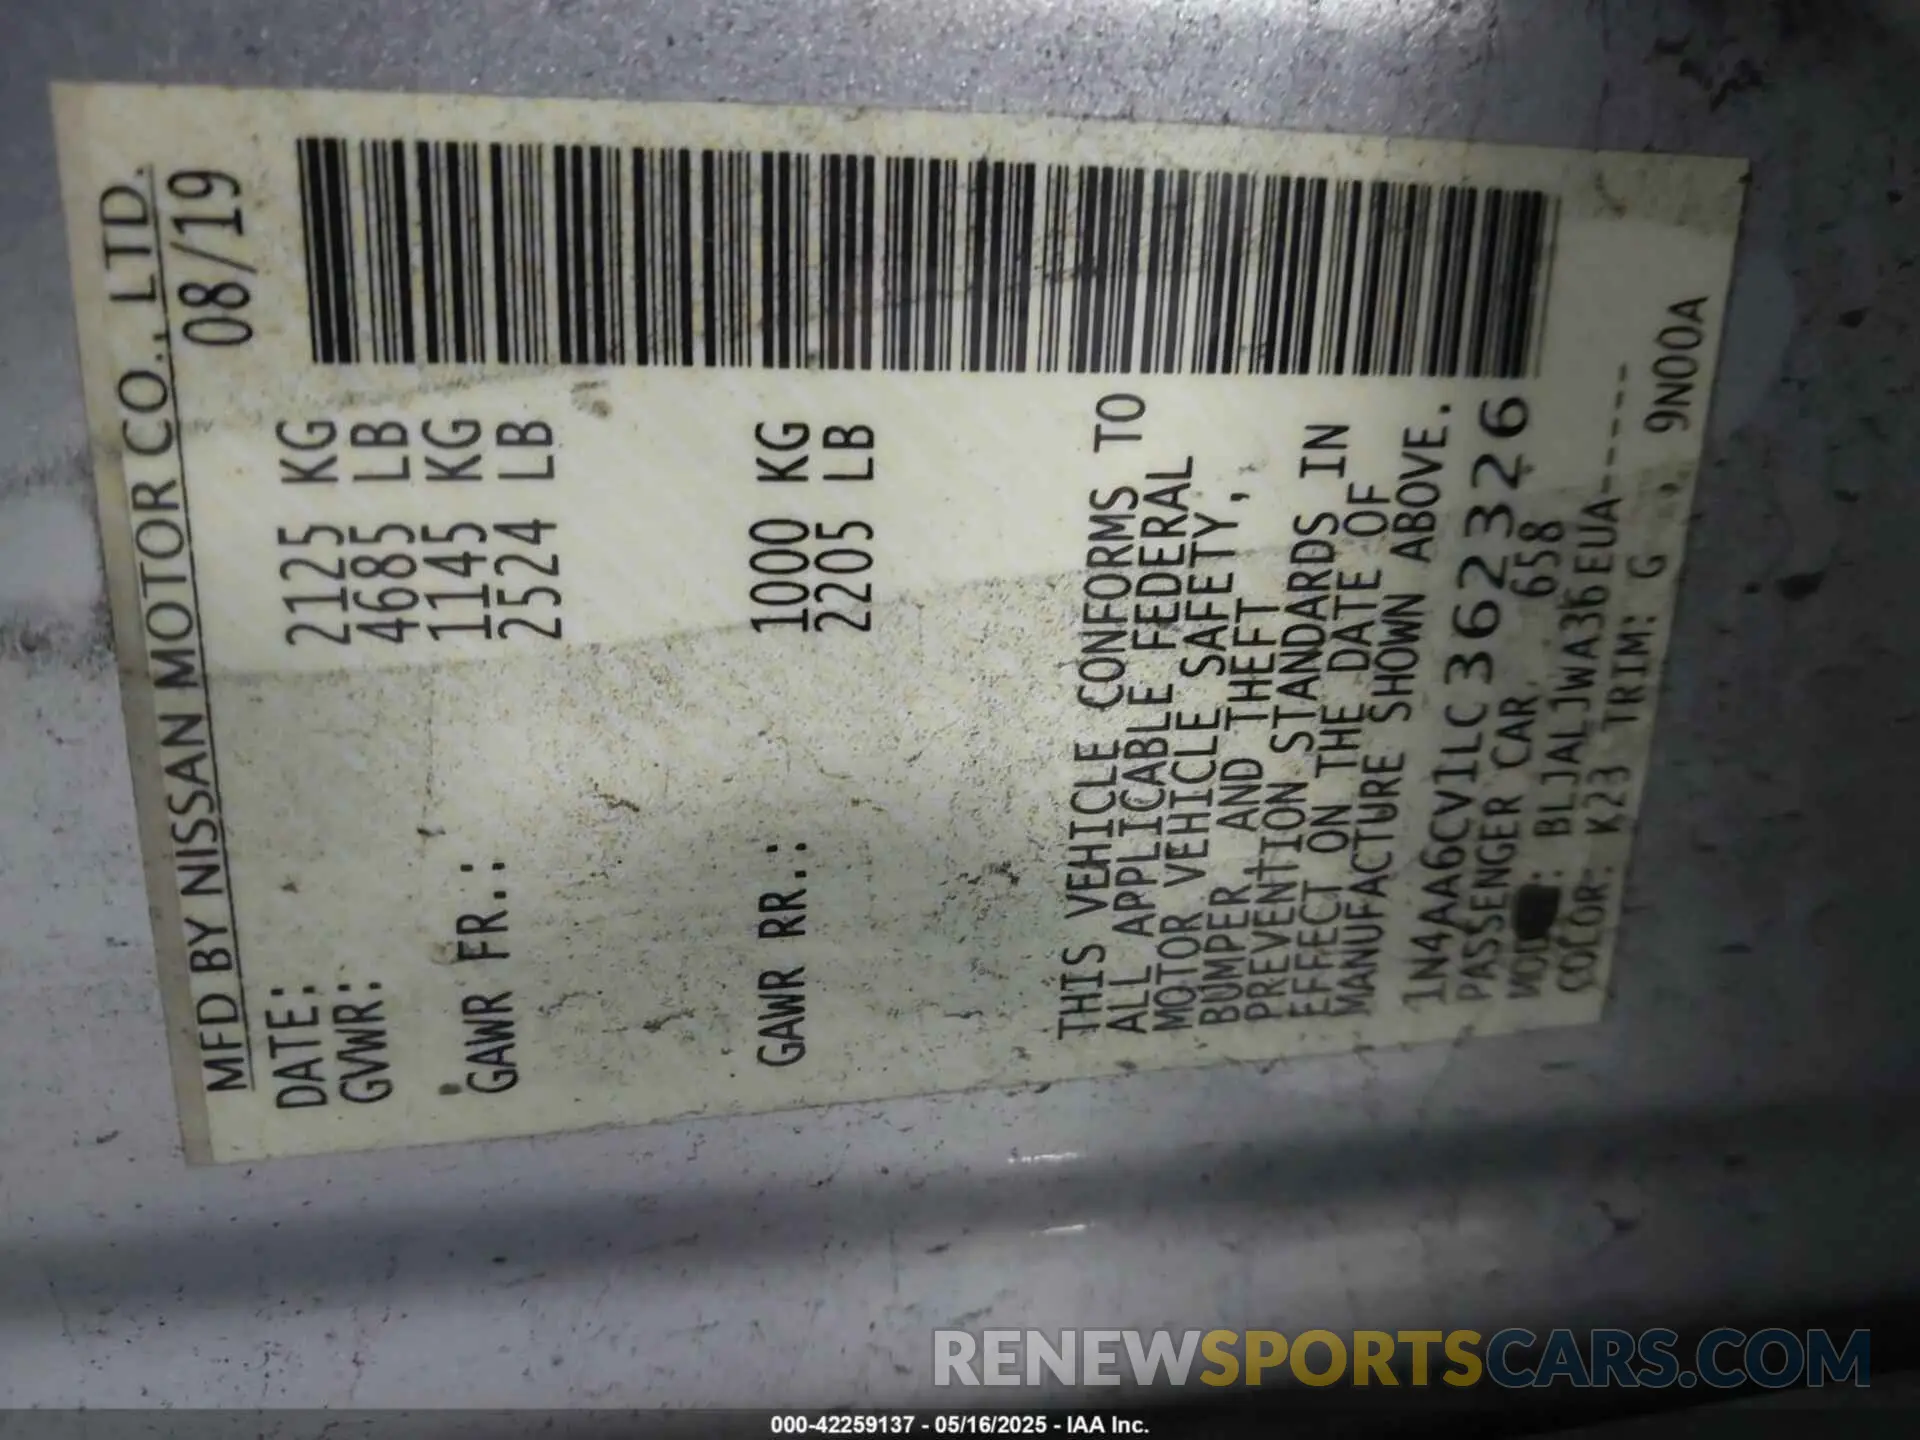 MFD BY NISSAN MOTOR CO., LTD.
DATE: 08/19
GVWR: 2125 KG
4685 LB
GAWR FR.: 1145 KG
2524 LB
GAWR RR.: 1000 KG
2205 LB
THIS VEHICLE CONFORMS TO
ALL APPLICABLE FEDERAL
MOTOR VEHICLE SAFETY,
BUMPER AND THEFT
PREVENTION STANDARDS IN
EFFECT ON THE DATE OF
MANUFACTURE SHOWN ABOVE.
1N4AA6CV1LC362326
PASSENGER CAR 658
: BLJALJWA36EUA-----
COLOR: K23 TRIM: G 9N00A
RENEWSPORTSCARS.COM
000-42259137 - 05/16/2025 - IAA Inc.